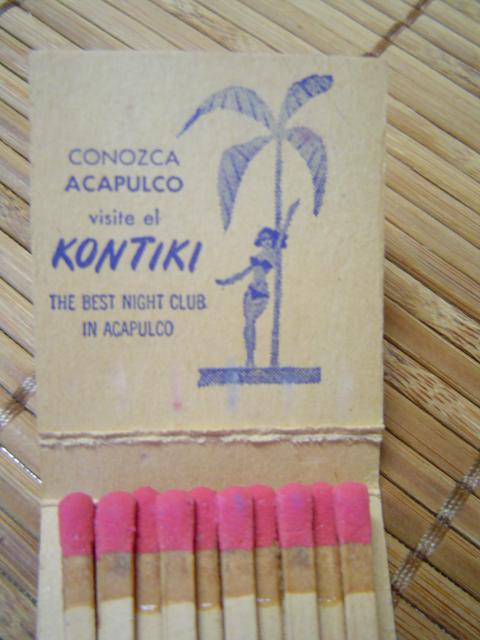 CONOZCA
ACAPULCO
visite el
KONTIKI
THE BEST NIGHT CLUB
IN ACAPULCO